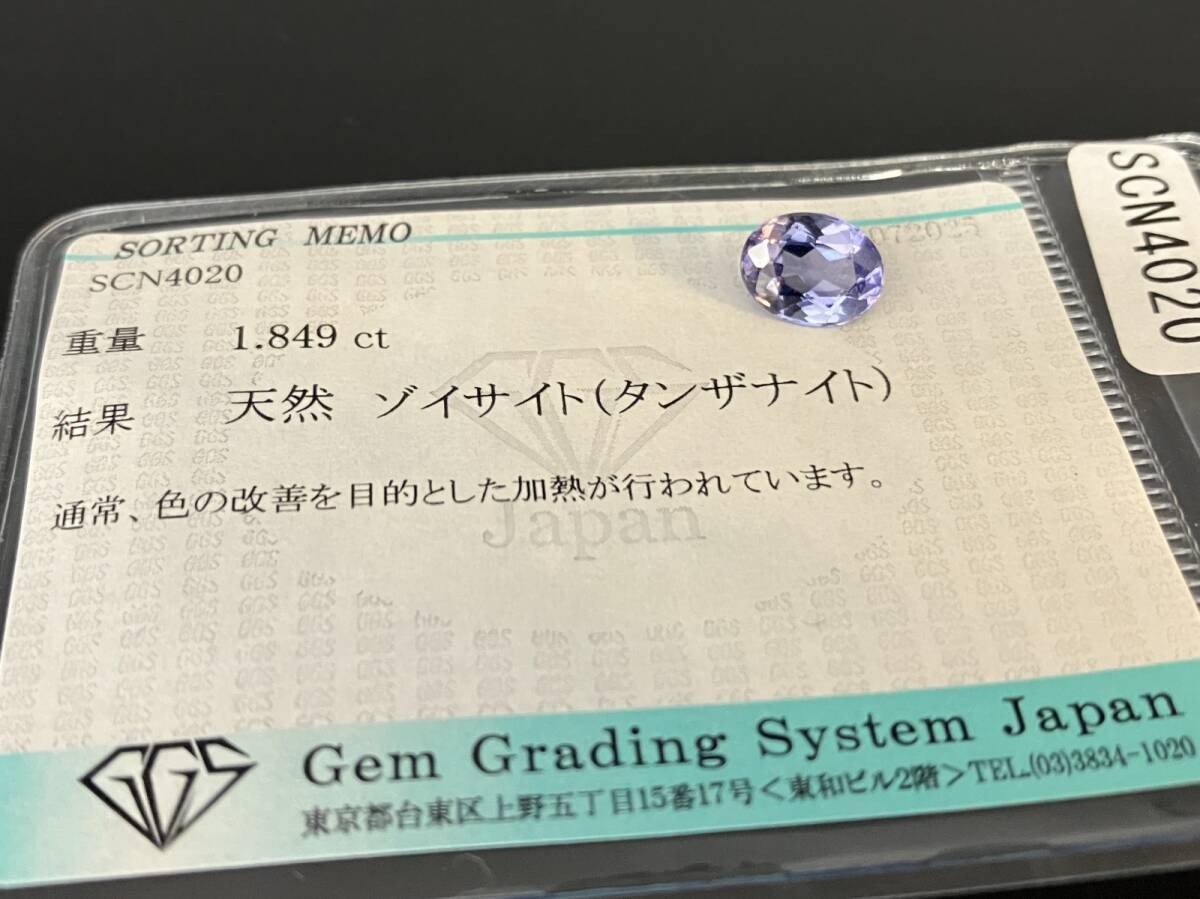 SORTING MEMO
SCN4020
072025
重量 1.849 ct
結果 天然 ゾイサイト(タンザナイト)
通常、色の改善を目的とした加熱が行われています。
GGS
Japan
GGS
Gem Grading System Japan
東京都台東区上野五丁目15番17号<東和ビル2階>TEL.(03)3834-1020
SCN4020